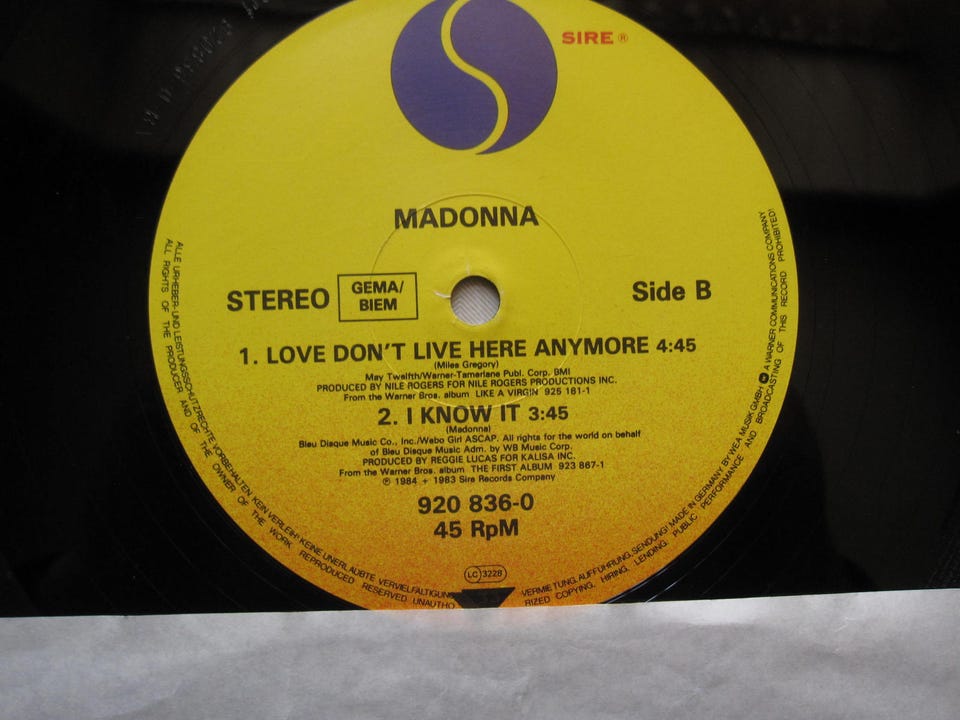 SIRE ®
MADONNA
STEREO
GEMA/
BIEM
Side B
1. LOVE DON'T LIVE HERE ANYMORE 4:45
(Miles Gregory)
May Twelfth/Warner-Tamerlane Publ. Corp. BMI
PRODUCED BY NILE ROGERS FOR NILE ROGERS PRODUCTIONS INC.
From the Warner Bros. album LIKE A VIRGIN 925 181-1
2. I KNOW IT 3:45
(Madonna)
Bleu Disque Music Co., Inc./Webo Girl ASCAP. All rights for the world on behalf
of Bleu Disque Music Adm. by WB Music Corp.
PRODUCED BY REGGIE LUCAS FOR KALISA INC.
From the Warner Bros. album THE FIRST ALBUM 923 867-1
℗ 1984 + 1983 Sire Records Company
920 836-0
45 RpM
LC 3228
ALLE URHEBER-UND LEISTUNGSSCHUTZRECHTE VORBEHALTEN KEIN VERLEIH! KEINE UNERLAUBTE VERVIELFÄLTIGUNG
VERMIETUNG, AUFFÜHRUNG, SENDUNG! MADE IN GERMANY BY WEA MUSIK GMBH A WARNER COMMUNICATIONS COMPANY
ALL RIGHTS OF THE PRODUCER AND OF THE OWNER OF THE WORK REPRODUCED RESERVED UNAUTHO
RIZED COPYING, HIRING, LENDING, PUBLIC PERFORMANCE AND BROADCASTING OF THIS RECORD PROHIBITED!